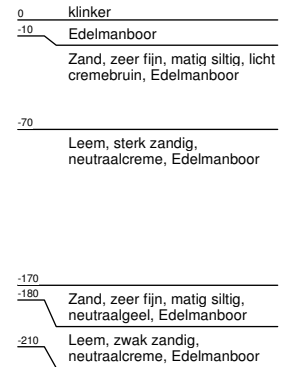 0 klinker
-10 Edelmanboor
Zand, zeer fijn, matig siltig, licht
cremebruin, Edelmanboor
-70
Leem, sterk zandig,
neutraalcreme, Edelmanboor
-170
-180
Zand, zeer fijn, matig siltig,
neutraalgeel, Edelmanboor
-210 Leem, zwak zandig,
neutraalcreme, Edelmanboor